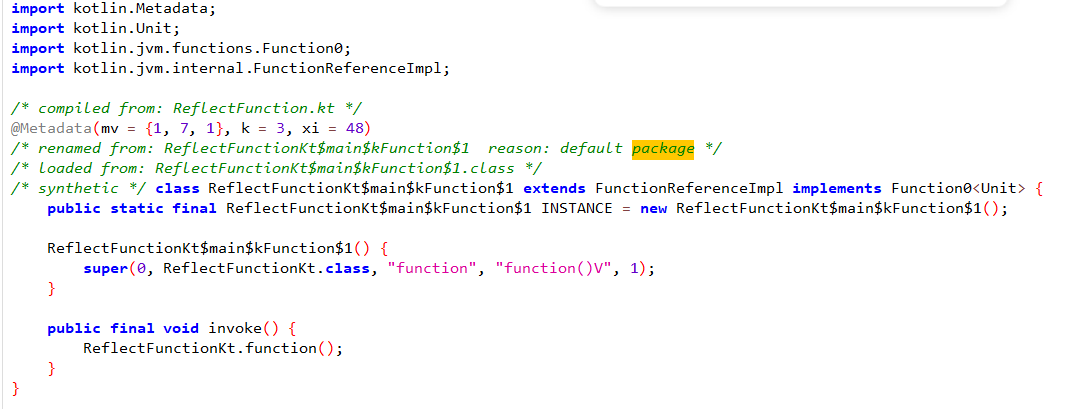 import kotlin.Metadata;
import kotlin.Unit;
import kotlin.jvm.functions.Function0;
import kotlin.jvm.internal.FunctionReferenceImpl;
/* compiled from: ReflectFunction.kt */
@Metadata(mv = {1, 7, 1}, k = 3, xi = 48)
/* renamed from: ReflectFunctionKt$main$kFunction$1  reason: default package */
/* loaded from: ReflectFunctionKt$main$kFunction$1.class */
/* synthetic */ class ReflectFunctionKt$main$kFunction$1 extends FunctionReferenceImpl implements Function0<Unit> {
    public static final ReflectFunctionKt$main$kFunction$1 INSTANCE = new ReflectFunctionKt$main$kFunction$1();
    ReflectFunctionKt$main$kFunction$1() {
        super(0, ReflectFunctionKt.class, "function", "function()V", 1);
    }
    public final void invoke() {
        ReflectFunctionKt.function();
    }
}